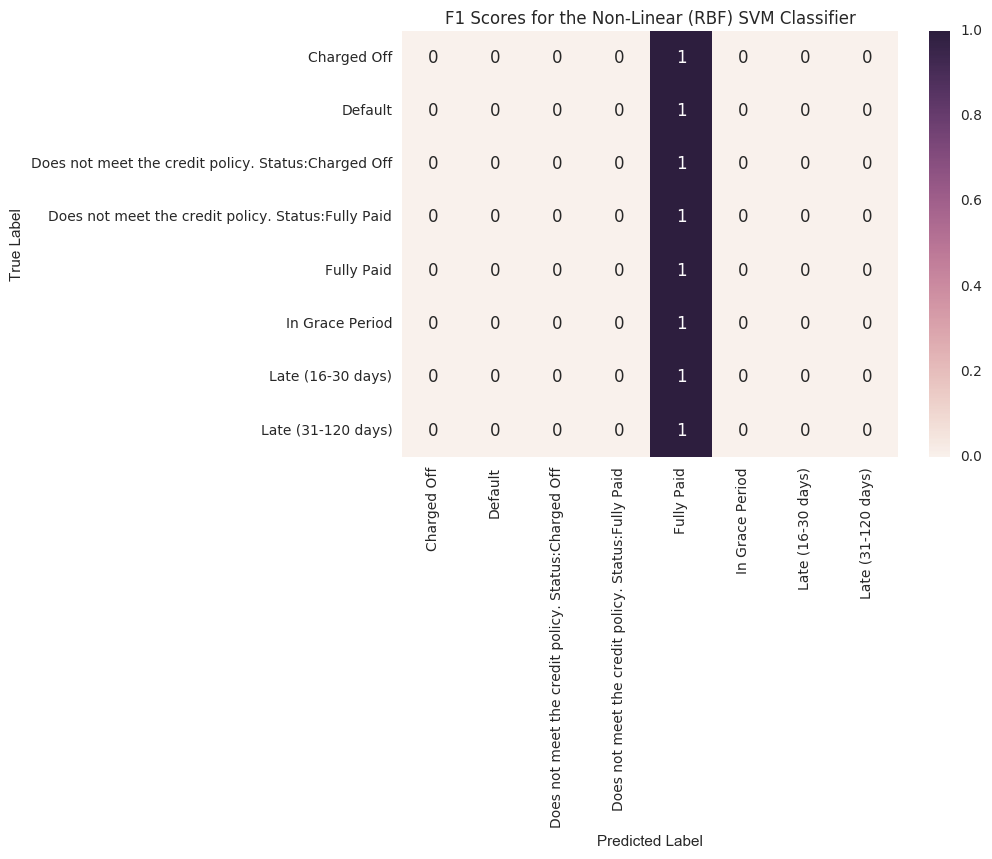 F1 Scores for the Non-Linear (RBF) SVM Classifier
True Label
Charged Off 0 0 0 0 1 0 0 0
Default 0 0 0 0 1 0 0 0
Does not meet the credit policy. Status:Charged Off 0 0 0 0 1 0 0 0
Does not meet the credit policy. Status:Fully Paid 0 0 0 0 1 0 0 0
Fully Paid 0 0 0 0 1 0 0 0
In Grace Period 0 0 0 0 1 0 0 0
Late (16-30 days) 0 0 0 0 1 0 0 0
Late (31-120 days) 0 0 0 0 1 0 0 0
Charged Off
Default
Does not meet the credit policy. Status:Charged Off
Does not meet the credit policy. Status:Fully Paid
Fully Paid
In Grace Period
Late (16-30 days)
Late (31-120 days)
Predicted Label
1.0
0.8
0.6
0.4
0.2
0.0